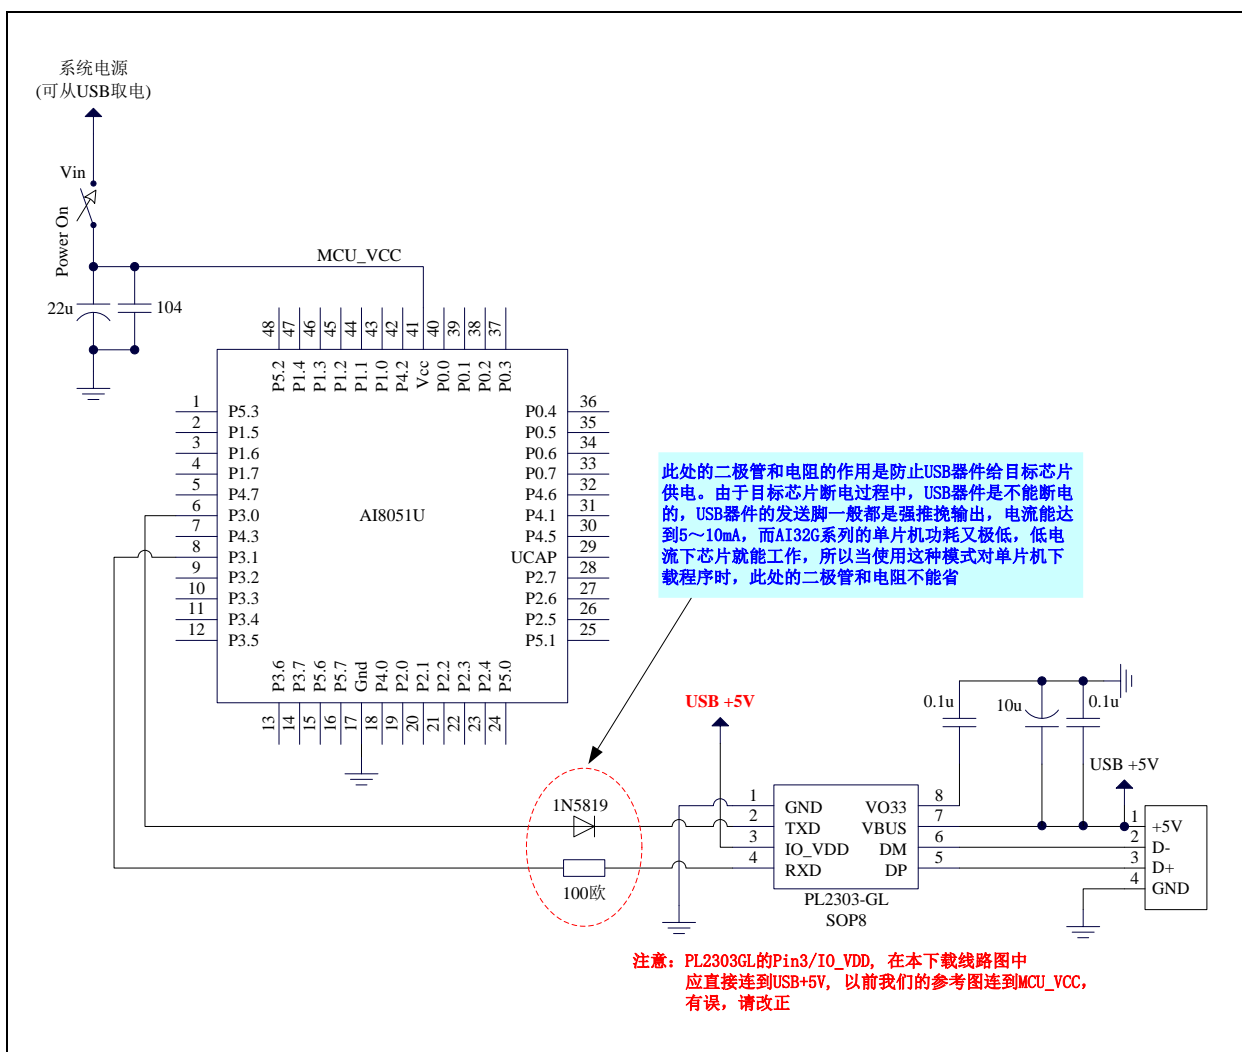 系统电源
(可从USB取电)
Vin
Power On
MCU_VCC
22u
104
48 47 46 45 44 43 42 41 40 39 38 37
P5.2 P1.4 P1.3 P1.2 P1.1 P1.0 P4.2 Vcc P0.0 P0.1 P0.2 P0.3
1 P5.3
2 P1.5
3 P1.6
4 P1.7
5 P4.7
6 P3.0
7 P4.3
8 P3.1
9 P3.2
10 P3.3
11 P3.4
12 P3.5
AI8051U
P0.4 36
P0.5 35
P0.6 34
P0.7 33
P4.6 32
P4.1 31
P4.5 30
UCAP 29
P2.7 28
P2.6 27
P2.5 26
P5.1 25
P3.6 P3.7 P5.6 P5.7 Gnd P4.0 P2.0 P2.1 P2.2 P2.3 P2.4 P5.0
13 14 15 16 17 18 19 20 21 22 23 24
此处的二极管和电阻的作用是防止USB器件给目标芯片
供电。由于目标芯片断电过程中，USB器件是不能断电
的，USB器件的发送脚一般都是强推挽输出，电流能达
到5～10mA，而AI32G系列的单片机功耗又极低，低电
流下芯片就能工作，所以当使用这种模式对单片机下
载程序时，此处的二极管和电阻不能省
USB +5V
0.1u
10u
0.1u
USB +5V
1N5819
100欧
1 GND
2 TXD
3 IO_VDD
4 RXD
VO33 8
VBUS 7
DM 6
DP 5
PL2303-GL
SOP8
1 +5V
2 D-
3 D+
4 GND
注意：PL2303GL的Pin3/IO_VDD, 在本下载线路图中
应直接连到USB+5V, 以前我们的参考图连到MCU_VCC,
有误，请改正